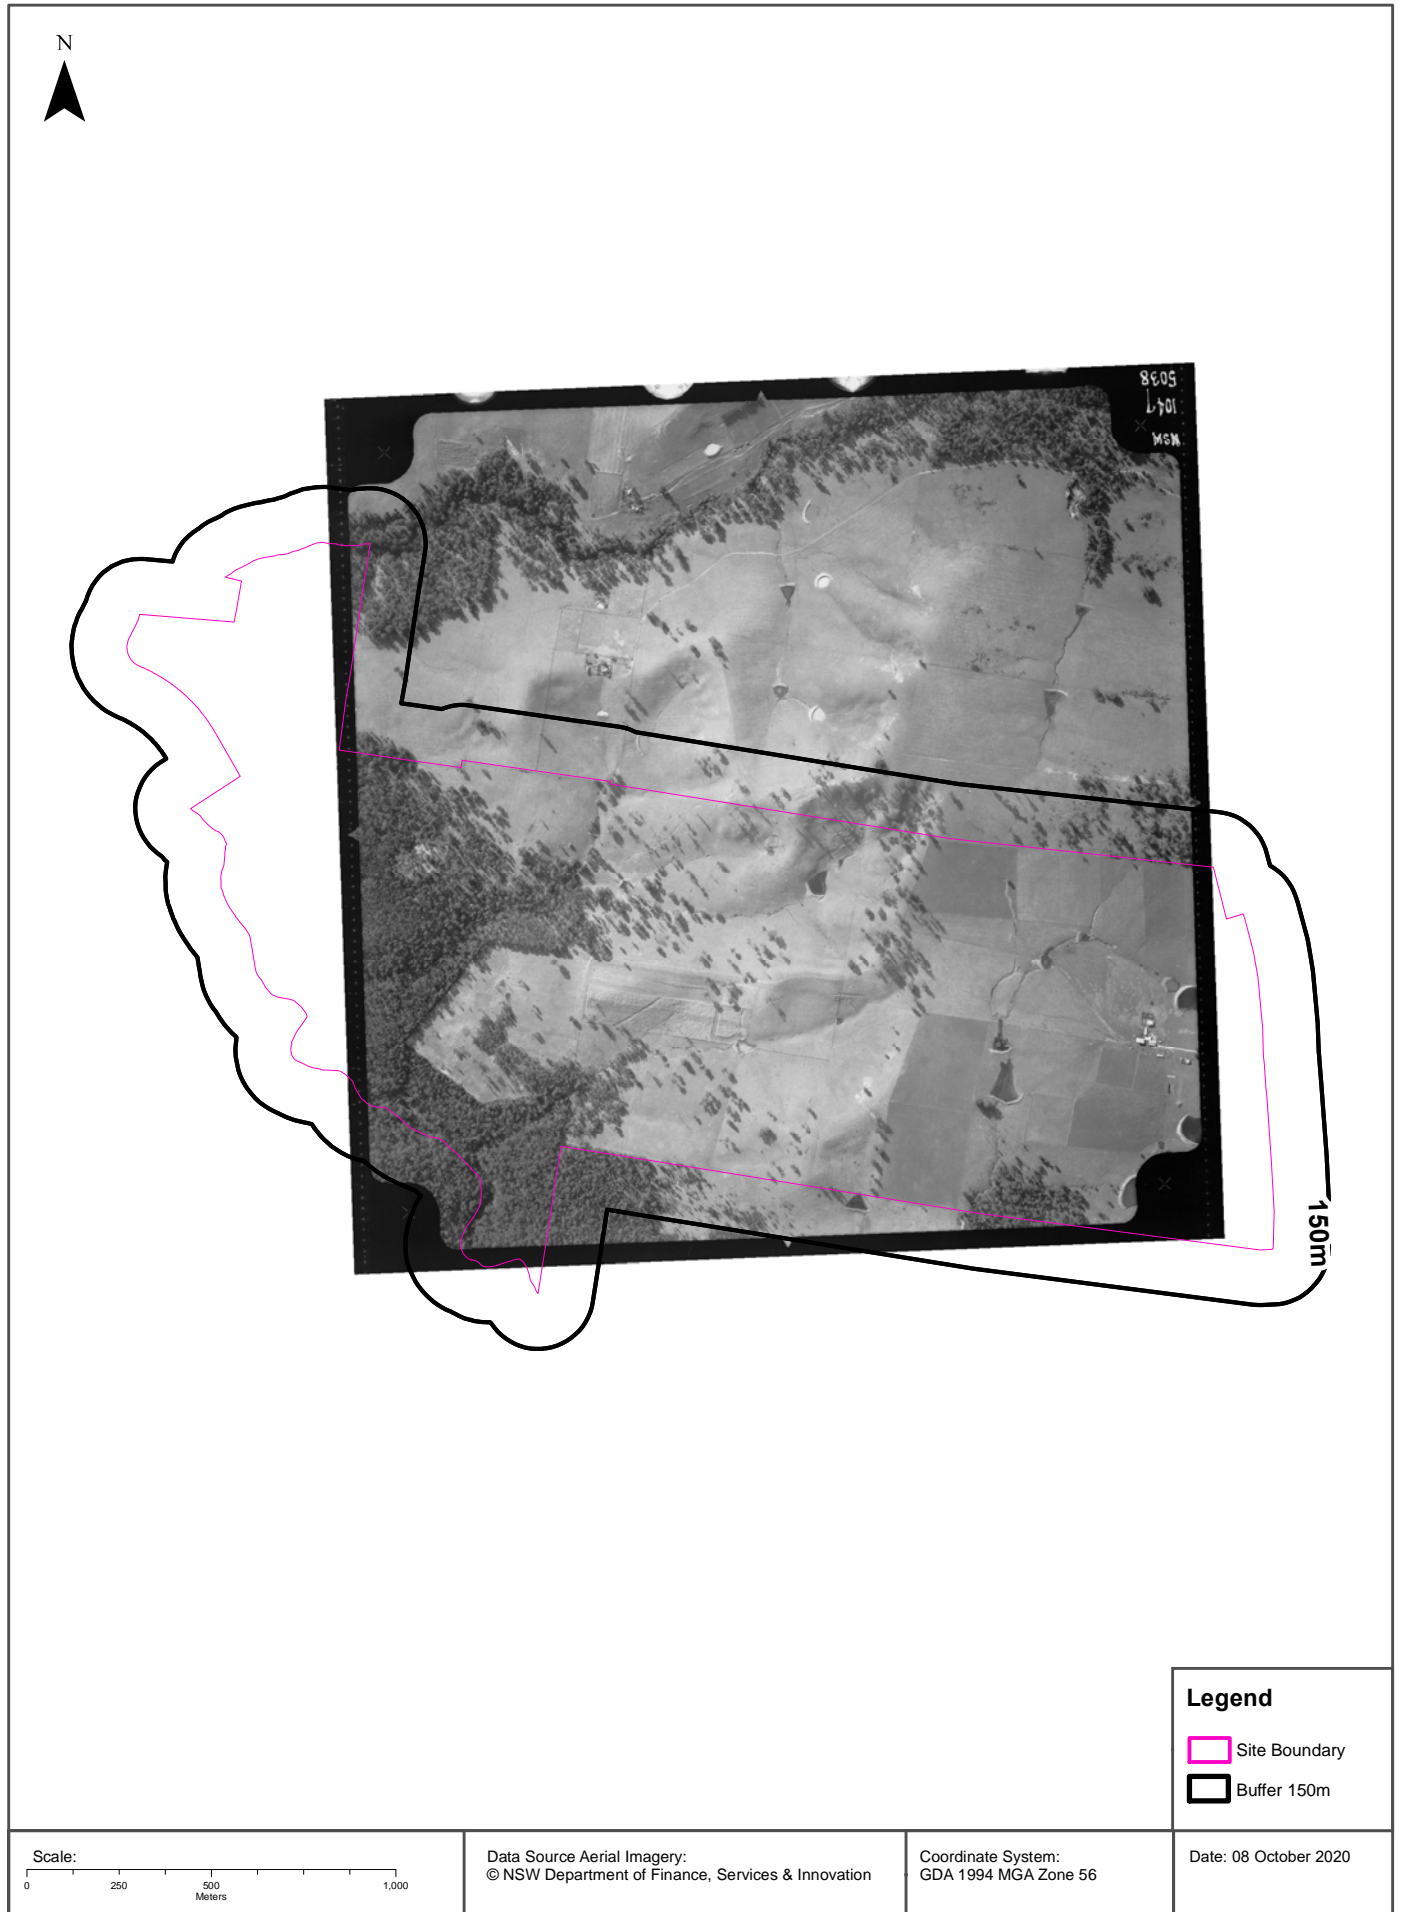 N
5038
1047
NSW
150m
Legend
Site Boundary
Buffer 150m
Scale:
0 250 500 1,000
Meters
Data Source Aerial Imagery:
© NSW Department of Finance, Services & Innovation
Coordinate System:
GDA 1994 MGA Zone 56
Date: 08 October 2020